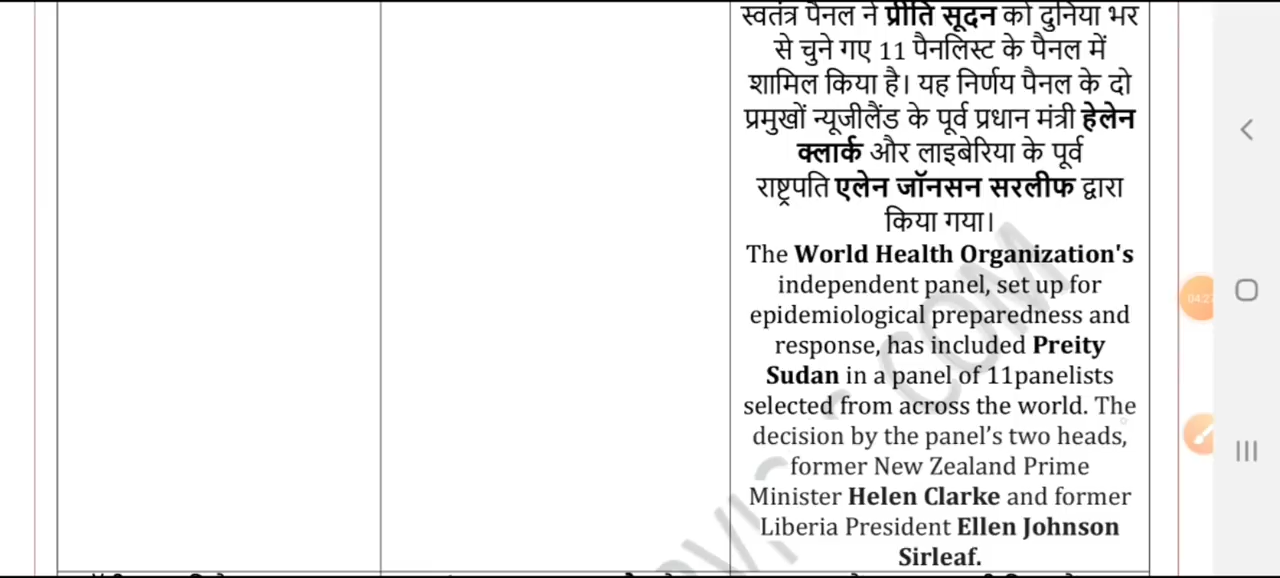 स्वतंत्र पैनल ने प्रीति सूदन को दुनिया भर
से चुने गए 11 पैनलिस्ट के पैनल में
शामिल किया है। यह निर्णय पैनल के दो
प्रमुखों न्यूजीलैंड के पूर्व प्रधान मंत्री हेलेन
क्लार्क और लाइबेरिया के पूर्व
राष्ट्रपति एलेन जॉनसन सरलीफ द्वारा
किया गया।
The World Health Organization's
independent panel, set up for
epidemiological preparedness and
response, has included Preity
Sudan in a panel of 11panelists
selected from across the world. The
decision by the panel’s two heads,
former New Zealand Prime
Minister Helen Clarke and former
Liberia President Ellen Johnson
Sirleaf.
04:27